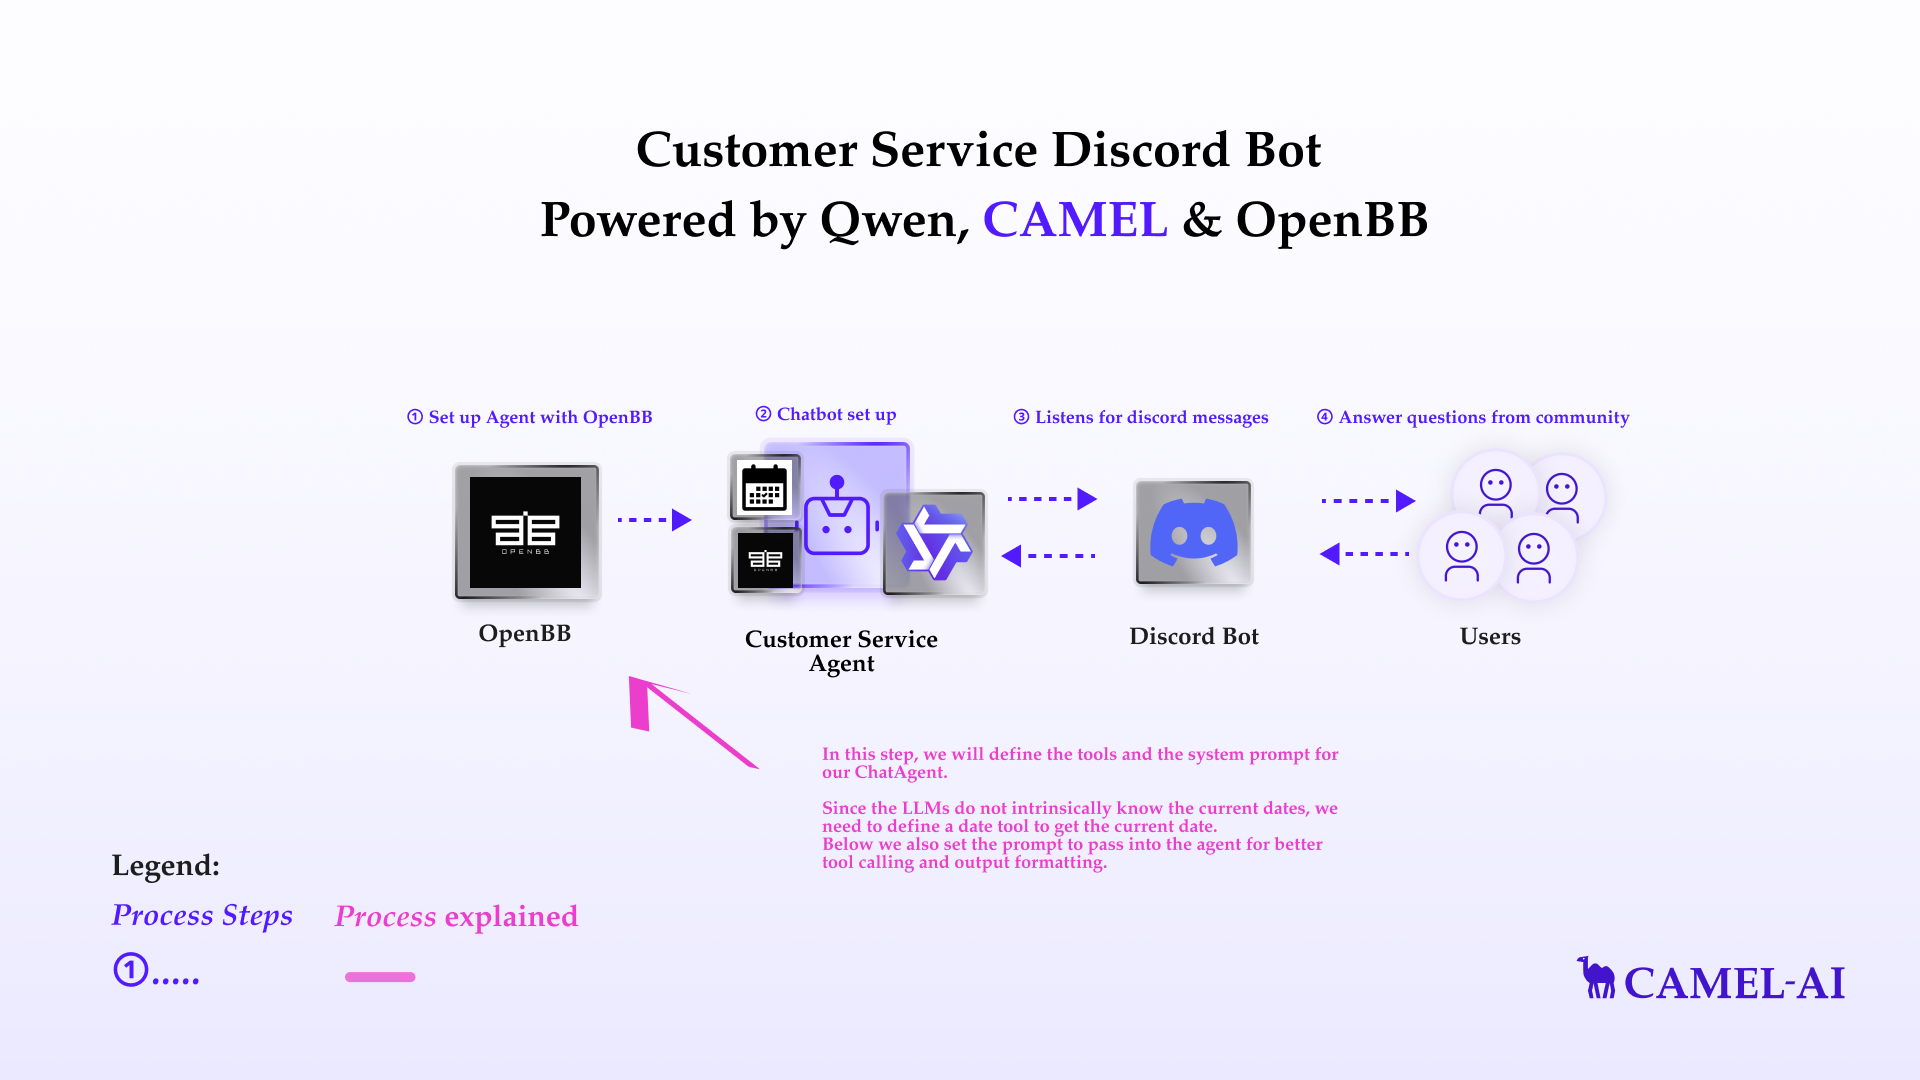 Customer Service Discord Bot
Powered by Qwen, CAMEL & OpenBB
① Set up Agent with OpenBB
② Chatbot set up
③ Listens for discord messages
④ Answer questions from community
OPENBB
OPENBB
OpenBB
Customer Service
Agent
Discord Bot
Users
In this step, we will define the tools and the system prompt for
our ChatAgent.
Since the LLMs do not intrinsically know the current dates, we
need to define a date tool to get the current date.
Below we also set the prompt to pass into the agent for better
tool calling and output formatting.
Legend:
Process Steps
Process explained
①.....
CAMEL-AI